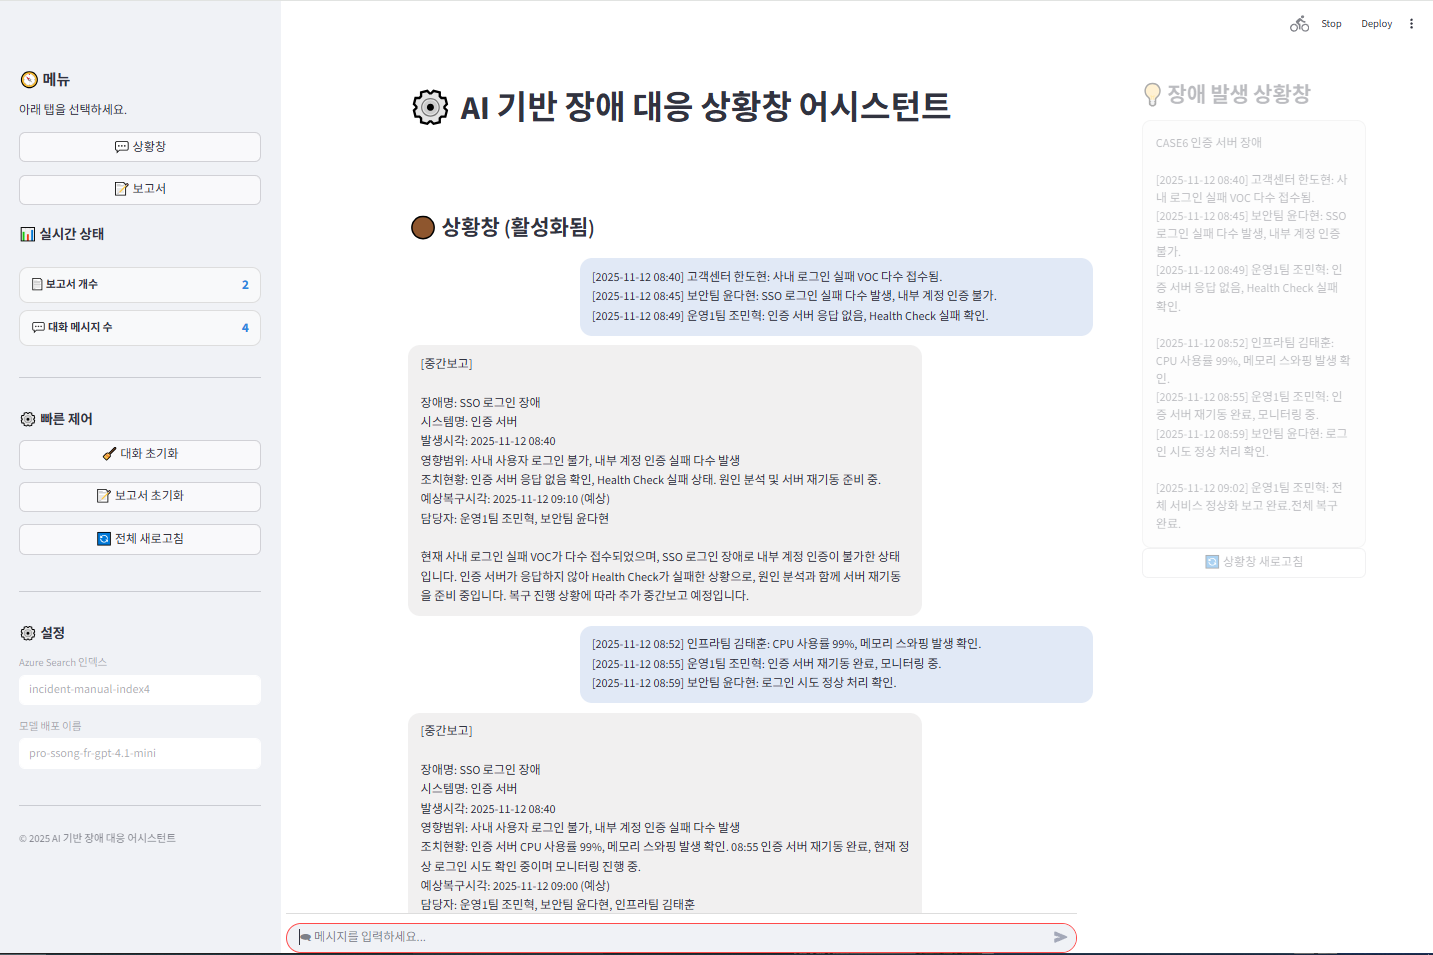 Stop
Deploy
메뉴
아래 탭을 선택하세요.
상황창
보고서
실시간 상태
보고서 개수 2
대화 메시지 수 4
빠른 제어
대화 초기화
보고서 초기화
전체 새로고침
설정
Azure Search 인덱스
incident-manual-index4
모델 배포 이름
pro-ssong-fr-gpt-4.1-mini
© 2025 AI 기반 장애 대응 어시스턴트
AI 기반 장애 대응 상황창 어시스턴트
상황창 (활성화됨)
[2025-11-12 08:40] 고객센터 한도현: 사내 로그인 실패 VOC 다수 접수됨.
[2025-11-12 08:45] 보안팀 윤다현: SSO 로그인 실패 다수 발생, 내부 계정 인증 불가.
[2025-11-12 08:49] 운영1팀 조민혁: 인증 서버 응답 없음, Health Check 실패 확인.
[중간보고]
장애명: SSO 로그인 장애
시스템명: 인증 서버
발생시각: 2025-11-12 08:40
영향범위: 사내 사용자 로그인 불가, 내부 계정 인증 실패 다수 발생
조치현황: 인증 서버 응답 없음 확인, Health Check 실패 상태. 원인 분석 및 서버 재기동 준비 중.
예상복구시각: 2025-11-12 09:10 (예상)
담당자: 운영1팀 조민혁, 보안팀 윤다현
현재 사내 로그인 실패 VOC가 다수 접수되었으며, SSO 로그인 장애로 내부 계정 인증이 불가한 상태
입니다. 인증 서버가 응답하지 않아 Health Check가 실패한 상황으로, 원인 분석과 함께 서버 재기동
을 준비 중입니다. 복구 진행 상황에 따라 추가 중간보고 예정입니다.
[2025-11-12 08:52] 인프라팀 김태훈: CPU 사용률 99%, 메모리 스와핑 발생 확인.
[2025-11-12 08:55] 운영1팀 조민혁: 인증 서버 재기동 완료, 모니터링 중.
[2025-11-12 08:59] 보안팀 윤다현: 로그인 시도 정상 처리 확인.
[중간보고]
장애명: SSO 로그인 장애
시스템명: 인증 서버
발생시각: 2025-11-12 08:40
영향범위: 사내 사용자 로그인 불가, 내부 계정 인증 실패 다수 발생
조치현황: 인증 서버 CPU 사용률 99%, 메모리 스와핑 발생 확인. 08:55 인증 서버 재기동 완료, 현재 정
상 로그인 시도 확인 중이며 모니터링 진행 중.
예상복구시각: 2025-11-12 09:00 (예상)
담당자: 운영1팀 조민혁, 보안팀 윤다현, 인프라팀 김태훈
메시지를 입력하세요...
장애 발생 상황창
CASE6 인증 서버 장애
[2025-11-12 08:40] 고객센터 한도현: 사
내 로그인 실패 VOC 다수 접수됨.
[2025-11-12 08:45] 보안팀 윤다현: SSO
로그인 실패 다수 발생, 내부 계정 인증
불가.
[2025-11-12 08:49] 운영1팀 조민혁: 인
증 서버 응답 없음, Health Check 실패
확인.
[2025-11-12 08:52] 인프라팀 김태훈:
CPU 사용률 99%, 메모리 스와핑 발생 확
인.
[2025-11-12 08:55] 운영1팀 조민혁: 인
증 서버 재기동 완료, 모니터링 중.
[2025-11-12 08:59] 보안팀 윤다현: 로그
인 시도 정상 처리 확인.
[2025-11-12 09:02] 운영1팀 조민혁: 전
체 서비스 정상화 보고 완료.전체 복구
완료.
상황창 새로고침